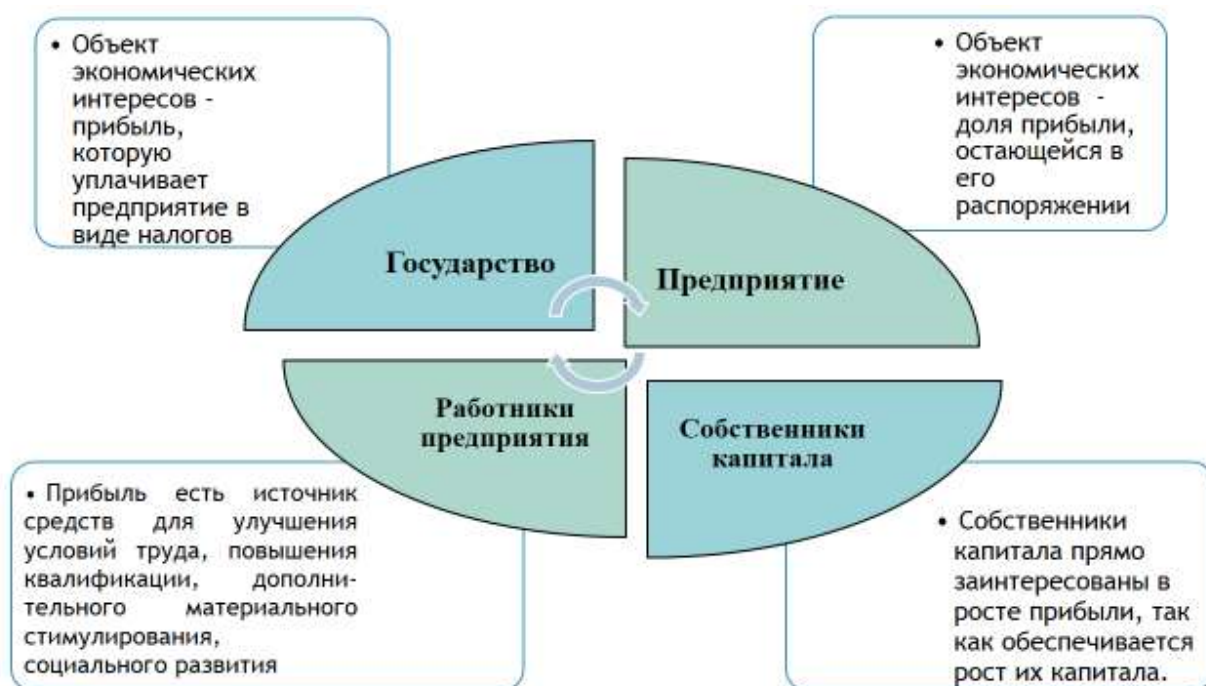 • Объект
экономических
интересов -
прибыль,
которую
уплачивает
предприятие в
виде налогов
• Объект
экономических
интересов -
доля прибыли,
остающейся в
его
распоряжении
Государство
Предприятие
Работники
предприятия
Собственники
капитала
• Прибыль есть источник
средств для улучшения
условий труда, повышения
квалификации, дополни-
тельного материального
стимулирования,
социального развития
• Собственники
капитала прямо
заинтересованы в
росте прибыли, так
как обеспечивается
рост их капитала.